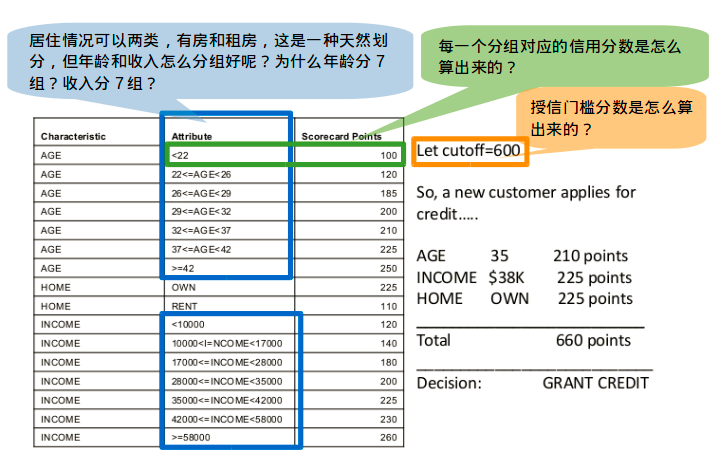 居住情况可以两类，有房和租房，这是一种天然划
分，但年龄和收入怎么分组好呢？为什么年龄分 7
组？收入分 7 组？
每一个分组对应的信用分数是怎么
算出来的？
授信门槛分数是怎么算
出来的？
Characteristic Attribute Scorecard Points
AGE <22 100
AGE 22<=AGE<26 120
AGE 26<=AGE<29 185
AGE 29<=AGE<32 200
AGE 32<=AGE<37 210
AGE 37<=AGE<42 225
AGE >=42 250
HOME OWN 225
HOME RENT 110
INCOME <10000 120
INCOME 10000<I=NCOME<17000 140
INCOME 17000<=INCOME<28000 180
INCOME 28000<=INCOME<35000 200
INCOME 35000<=INCOME<42000 225
INCOME 42000<=INCOME<58000 230
INCOME >=58000 260
Let cutoff=600
So, a new customer applies for
credit.....
AGE 35 210 points
INCOME $38K 225 points
HOME OWN 225 points
Total 660 points
Decision: GRANT CREDIT